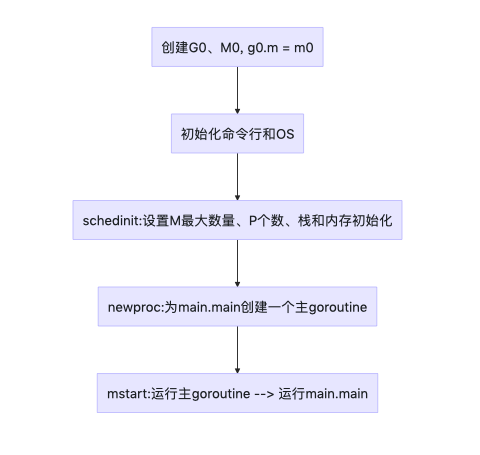 创建G0、M0, g0.m = m0
初始化命令行和OS
schedinit:设置M最大数量、P个数、栈和内存初始化
newproc:为main.main创建一个主goroutine
mstart:运行主goroutine --> 运行main.main